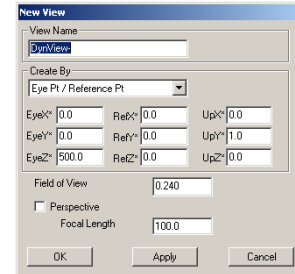 New View
View Name
DynView-
Create By
Eye Pt / Reference Pt
EyeX* 0.0 RefX* 0.0 UpX* 0.0
EyeY* 0.0 RefY* 0.0 UpY* 1.0
EyeZ* 500.0 RefZ* 0.0 UpZ* 0.0
Field of View 0.240
Perspective
Focal Length 100.0
OK Apply Cancel